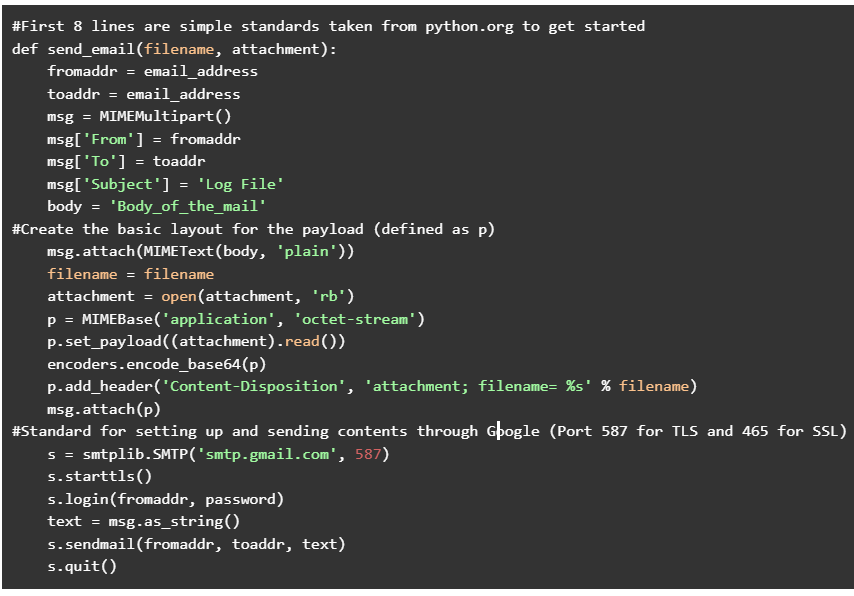 #First 8 lines are simple standards taken from python.org to get started
def send_email(filename, attachment):
    fromaddr = email_address
    toaddr = email_address
    msg = MIMEMultipart()
    msg['From'] = fromaddr
    msg['To'] = toaddr
    msg['Subject'] = 'Log File'
    body = 'Body_of_the_mail'
#Create the basic layout for the payload (defined as p)
    msg.attach(MIMEText(body, 'plain'))
    filename = filename
    attachment = open(attachment, 'rb')
    p = MIMEBase('application', 'octet-stream')
    p.set_payload((attachment).read())
    encoders.encode_base64(p)
    p.add_header('Content-Disposition', 'attachment; filename= %s' % filename)
    msg.attach(p)
#Standard for setting up and sending contents through Google (Port 587 for TLS and 465 for SSL)
    s = smtplib.SMTP('smtp.gmail.com', 587)
    s.starttls()
    s.login(fromaddr, password)
    text = msg.as_string()
    s.sendmail(fromaddr, toaddr, text)
    s.quit()